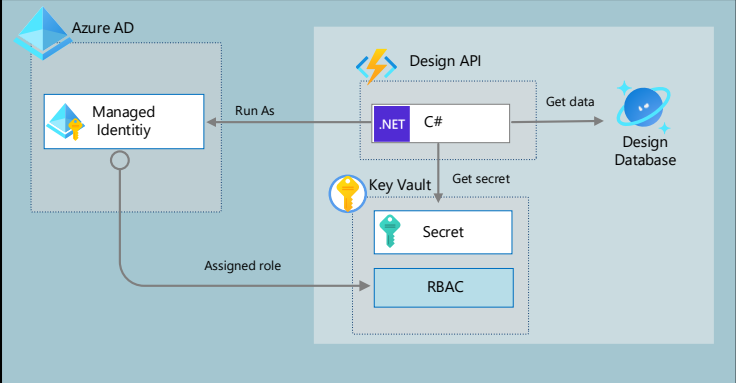 Azure AD
Design API
Managed
Identitiy
Run As
.NET
C#
Get data
Design
Database
Key Vault
Get secret
Secret
Assigned role
RBAC